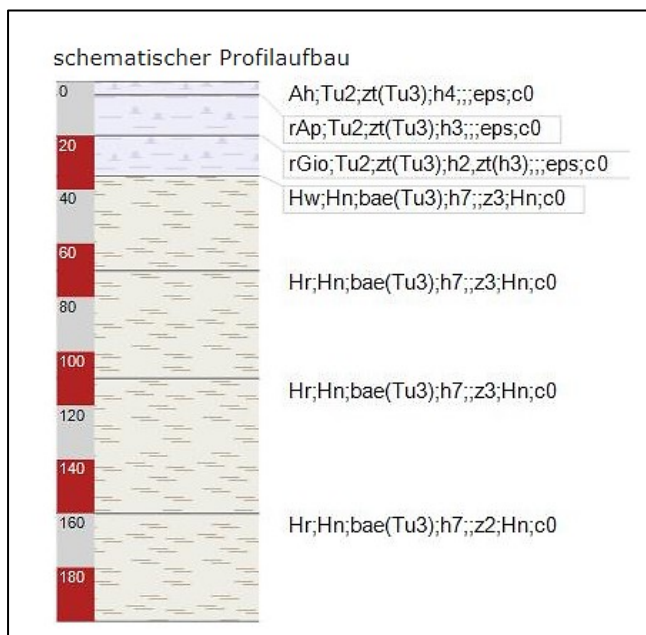 schematischer Profilaufbau
0
Ah;Tu2;zt(Tu3);h4;;;eps;c0
rAp;Tu2;zt(Tu3);h3;;;eps;c0
20
rGio;Tu2;zt(Tu3);h2,zt(h3);;;eps;c0
40
Hw;Hn;bae(Tu3);h7;;z3;Hn;c0
60
Hr;Hn;bae(Tu3);h7;;z3;Hn;c0
80
100
Hr;Hn;bae(Tu3);h7;;z3;Hn;c0
120
140
160
Hr;Hn;bae(Tu3);h7;;z2;Hn;c0
180